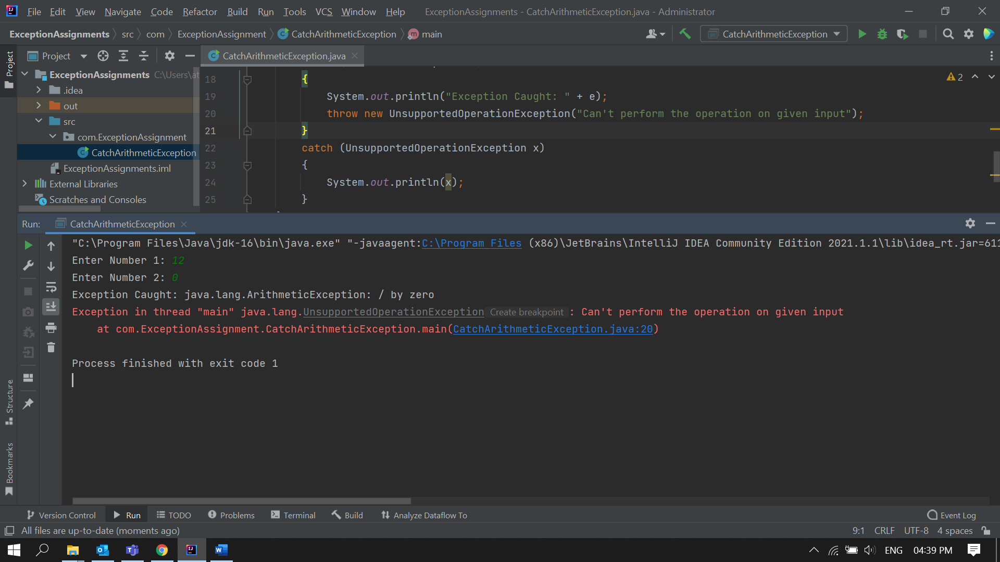 File Edit View Navigate Code Refactor Build Run Tools VCS Window Help ExceptionAssignments - CatchArithmeticException.java - Administrator
ExceptionAssignments src com ExceptionAssignment CatchArithmeticException main CatchArithmeticException
Project Project CatchArithmeticException.java
ExceptionAssignments C:\Users\at
.idea
out
src
com.ExceptionAssignment
CatchArithmeticException
ExceptionAssignments.iml
External Libraries
Scratches and Consoles
2
18 {
19 System.out.println("Exception Caught: " + e);
20 throw new UnsupportedOperationException("Can't perform the operation on given input");
21 }
22 catch (UnsupportedOperationException x)
23 {
24 System.out.println(x);
25 }
Run: CatchArithmeticException
"C:\Program Files\Java\jdk-16\bin\java.exe" "-javaagent:C:\Program Files (x86)\JetBrains\IntelliJ IDEA Community Edition 2021.1.1\lib\idea_rt.jar=611
Enter Number 1: 12
Enter Number 2: 0
Exception Caught: java.lang.ArithmeticException: / by zero
Exception in thread "main" java.lang.UnsupportedOperationException Create breakpoint : Can't perform the operation on given input
at com.ExceptionAssignment.CatchArithmeticException.main(CatchArithmeticException.java:20)
Process finished with exit code 1
Structure
Bookmarks
Version Control Run TODO Problems Terminal Build Analyze Dataflow To Event Log
All files are up-to-date (moments ago) 9:1 CRLF UTF-8 4 spaces
ENG 04:39 PM